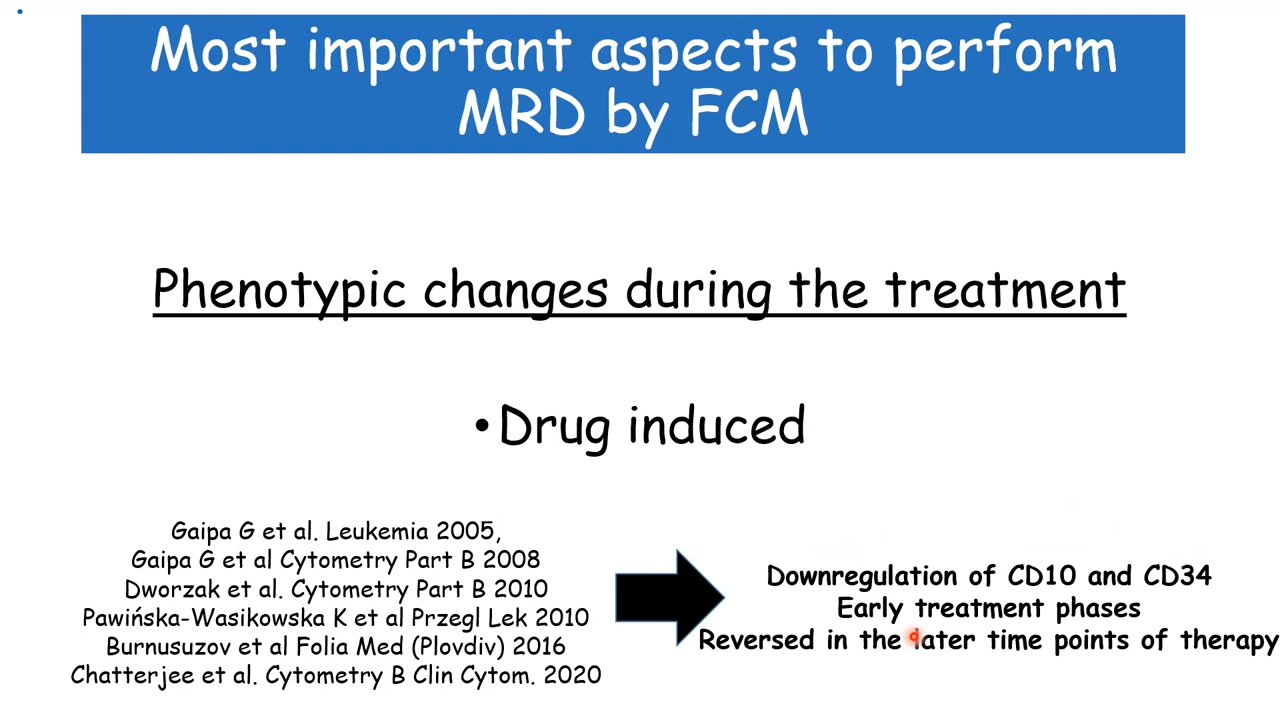 Most important aspects to perform
MRD by FCM
Phenotypic changes during the treatment
•Drug induced
Gaipa G et al. Leukemia 2005,
Gaipa G et al Cytometry Part B 2008
Dworzak et al. Cytometry Part B 2010
Pawińska-Wasikowska K et al Przegl Lek 2010
Burnusuzov et al Folia Med (Plovdiv) 2016
Chatterjee et al. Cytometry B Clin Cytom. 2020
Downregulation of CD10 and CD34
Early treatment phases
Reversed in the later time points of therapy